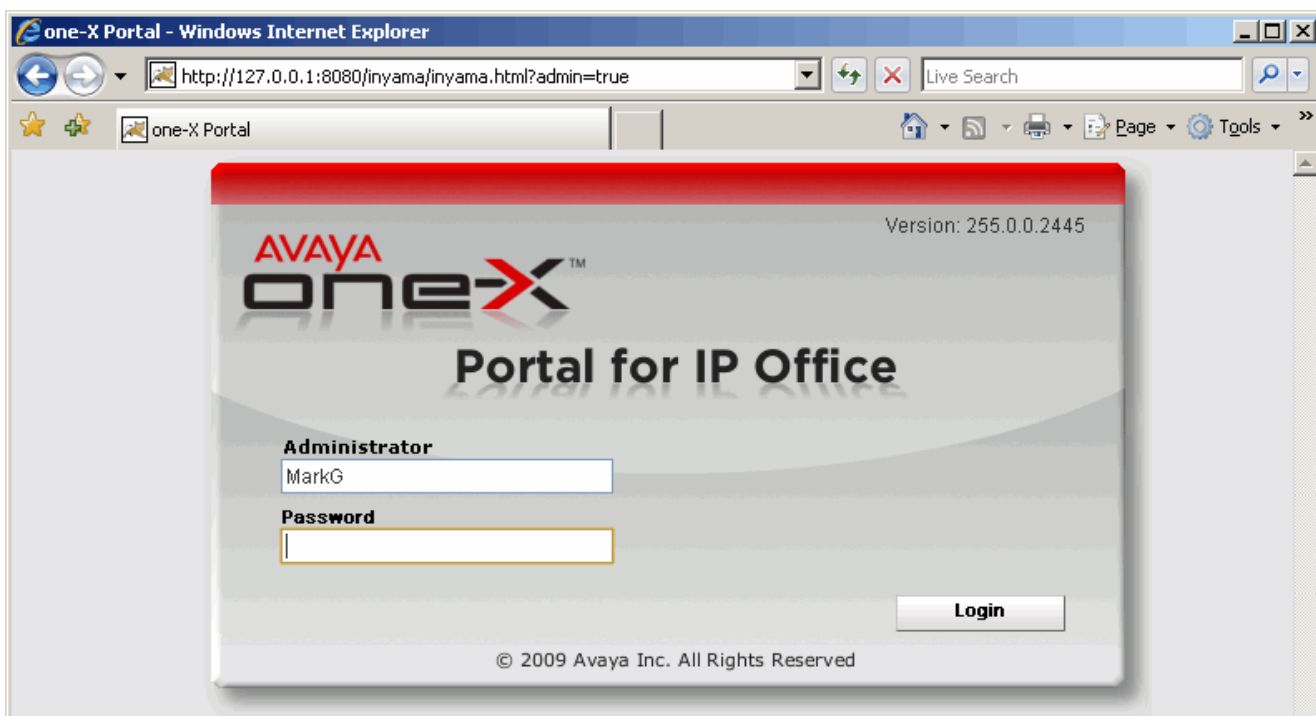 one-X Portal - Windows Internet Explorer
http://127.0.0.1:8080/inyama/inyama.html?admin=true
Live Search
one-X Portal
Page
Tools
»
Version: 255.0.0.2445
AVAYA
one-X™
Portal for IP Office
Administrator
MarkG
Password
Login
© 2009 Avaya Inc. All Rights Reserved